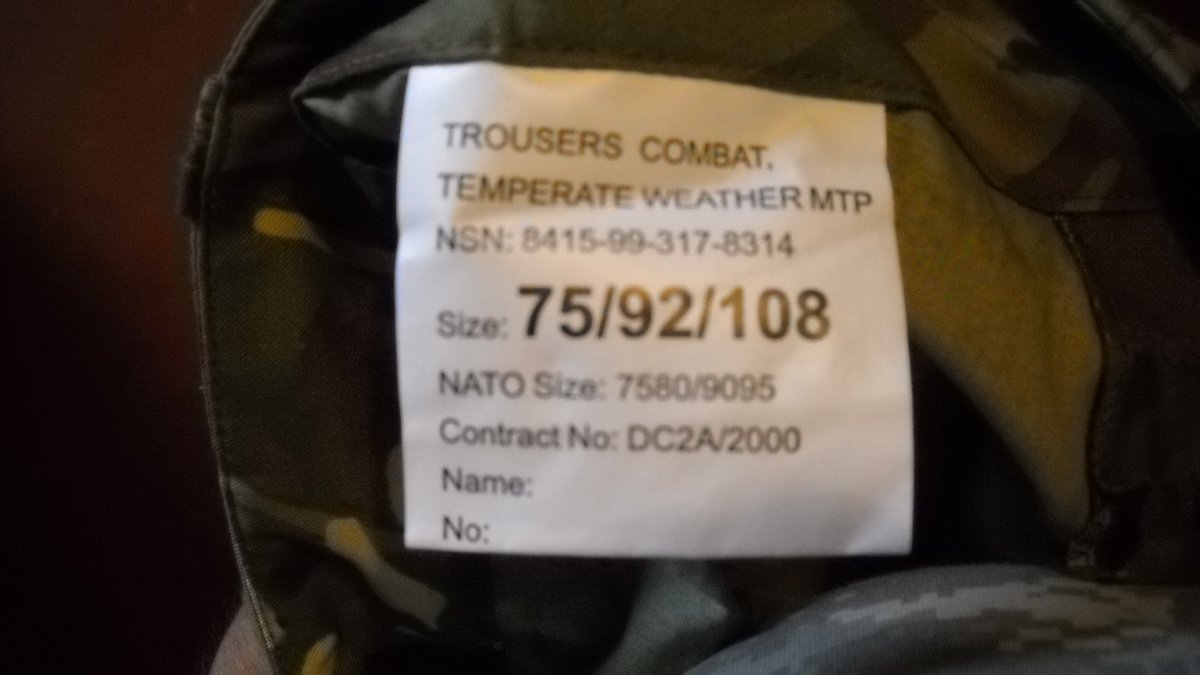 TROUSERS COMBAT,
TEMPERATE WEATHER MTP
NSN: 8415-99-317-8314
Size: 75/92/108
NATO Size: 7580/9095
Contract No: DC2A/2000
Name:
No: